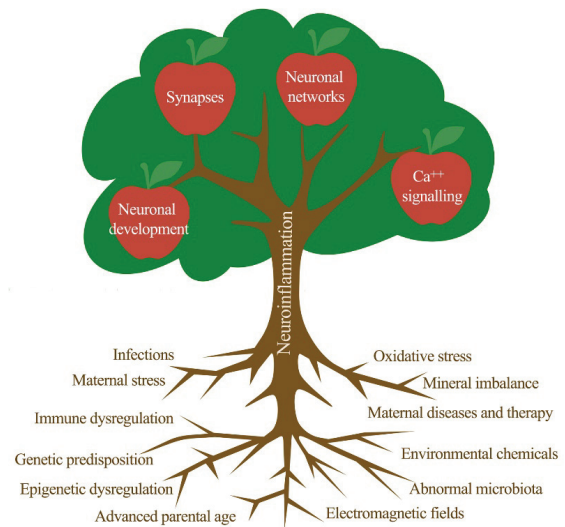 Synapses
Neuronal
networks
Ca++
signalling
Neuronal
development
Neuroinflammation
Infections
Maternal stress
Immune dysregulation
Genetic predisposition
Epigenetic dysregulation
Advanced parental age
Oxidative stress
Mineral imbalance
Maternal diseases and therapy
Environmental chemicals
Abnormal microbiota
Electromagnetic fields